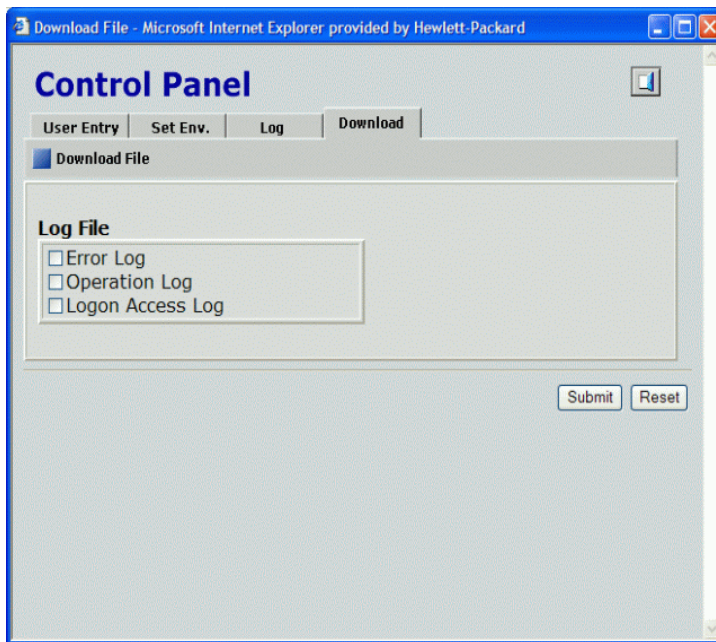 Download File - Microsoft Internet Explorer provided by Hewlett-Packard
Control Panel
User Entry Set Env. Log Download
Download File
Log File
Error Log
Operation Log
Logon Access Log
Submit Reset